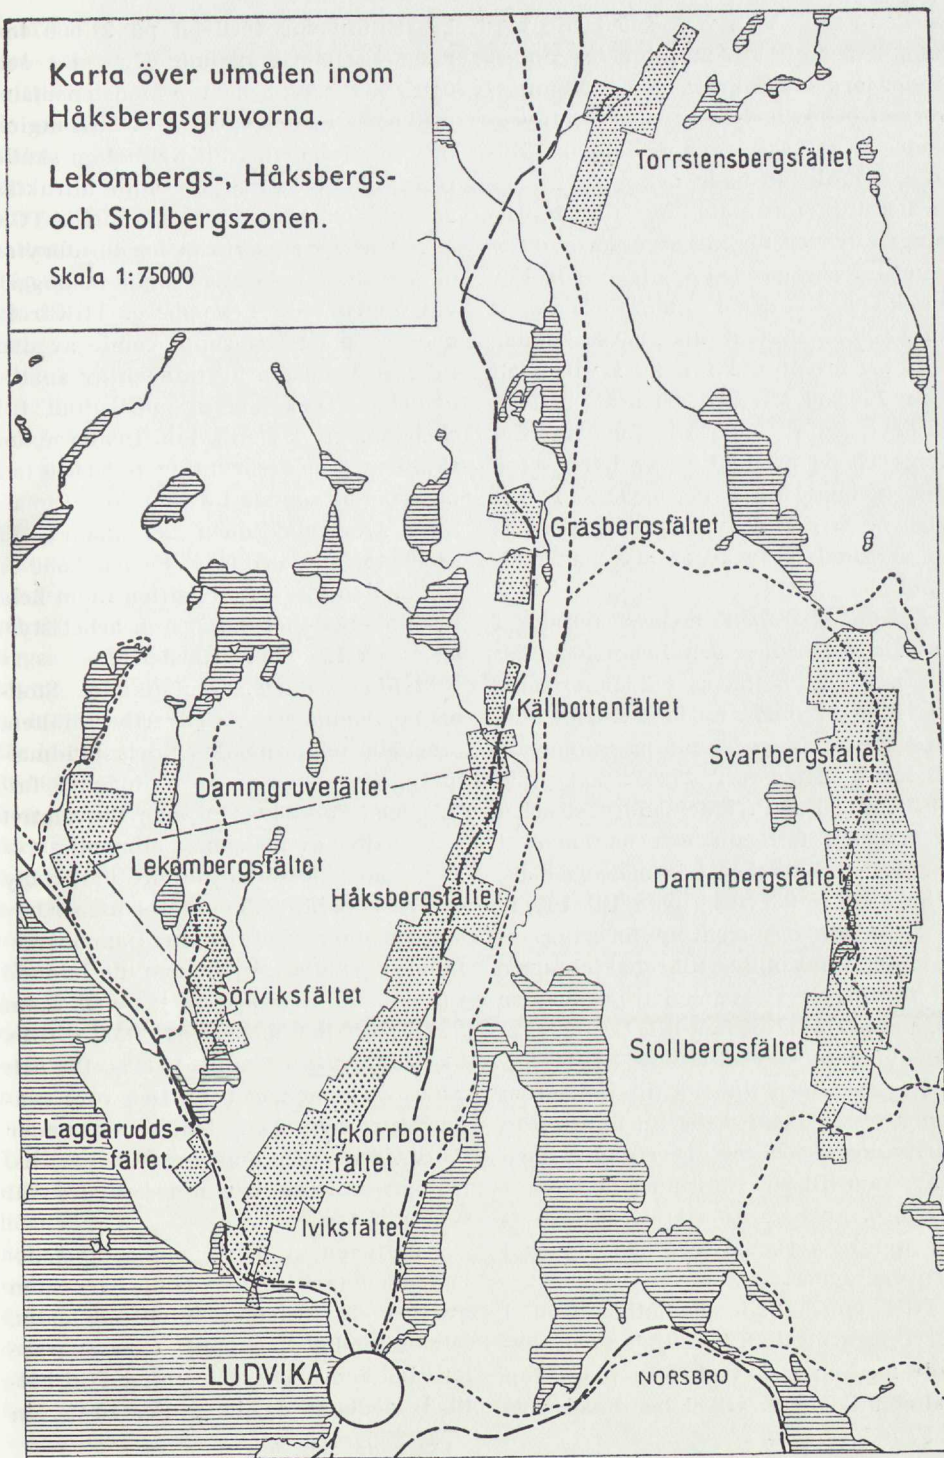 Karta över utmålen inom
Håksbergsgruvorna.
Lekombergs-, Håksbergs-
och Stollbergszonen.
Skala 1:75000
Torrstensbergsfältet
Gräsbergsfältet
Källbottenfältet
Svartbergsfältet
Dammgruvefältet
Lekombergsfältet
Håksbergsfältet
Dammbergsfältet
Sörviksfältet
Stollbergsfältet
Laggarudds-
fältet.
Ickorrbotten
fältet
Iviksfältet
LUDVIKA
NORSBRO